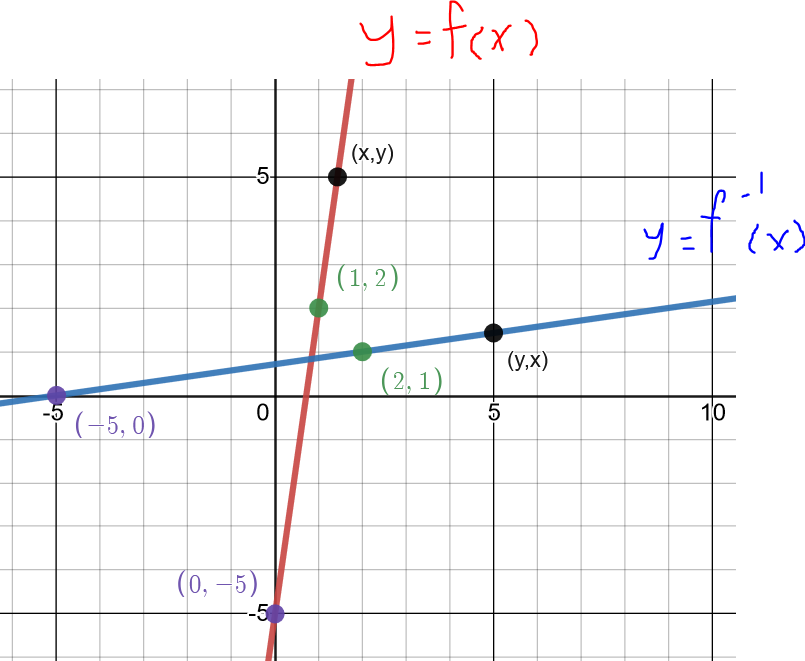 y = f(x)
5
(x,y)
y = f⁻¹(x)
(1, 2)
(y,x)
(2, 1)
-5
0
5
10
(−5, 0)
(0, −5)
-5